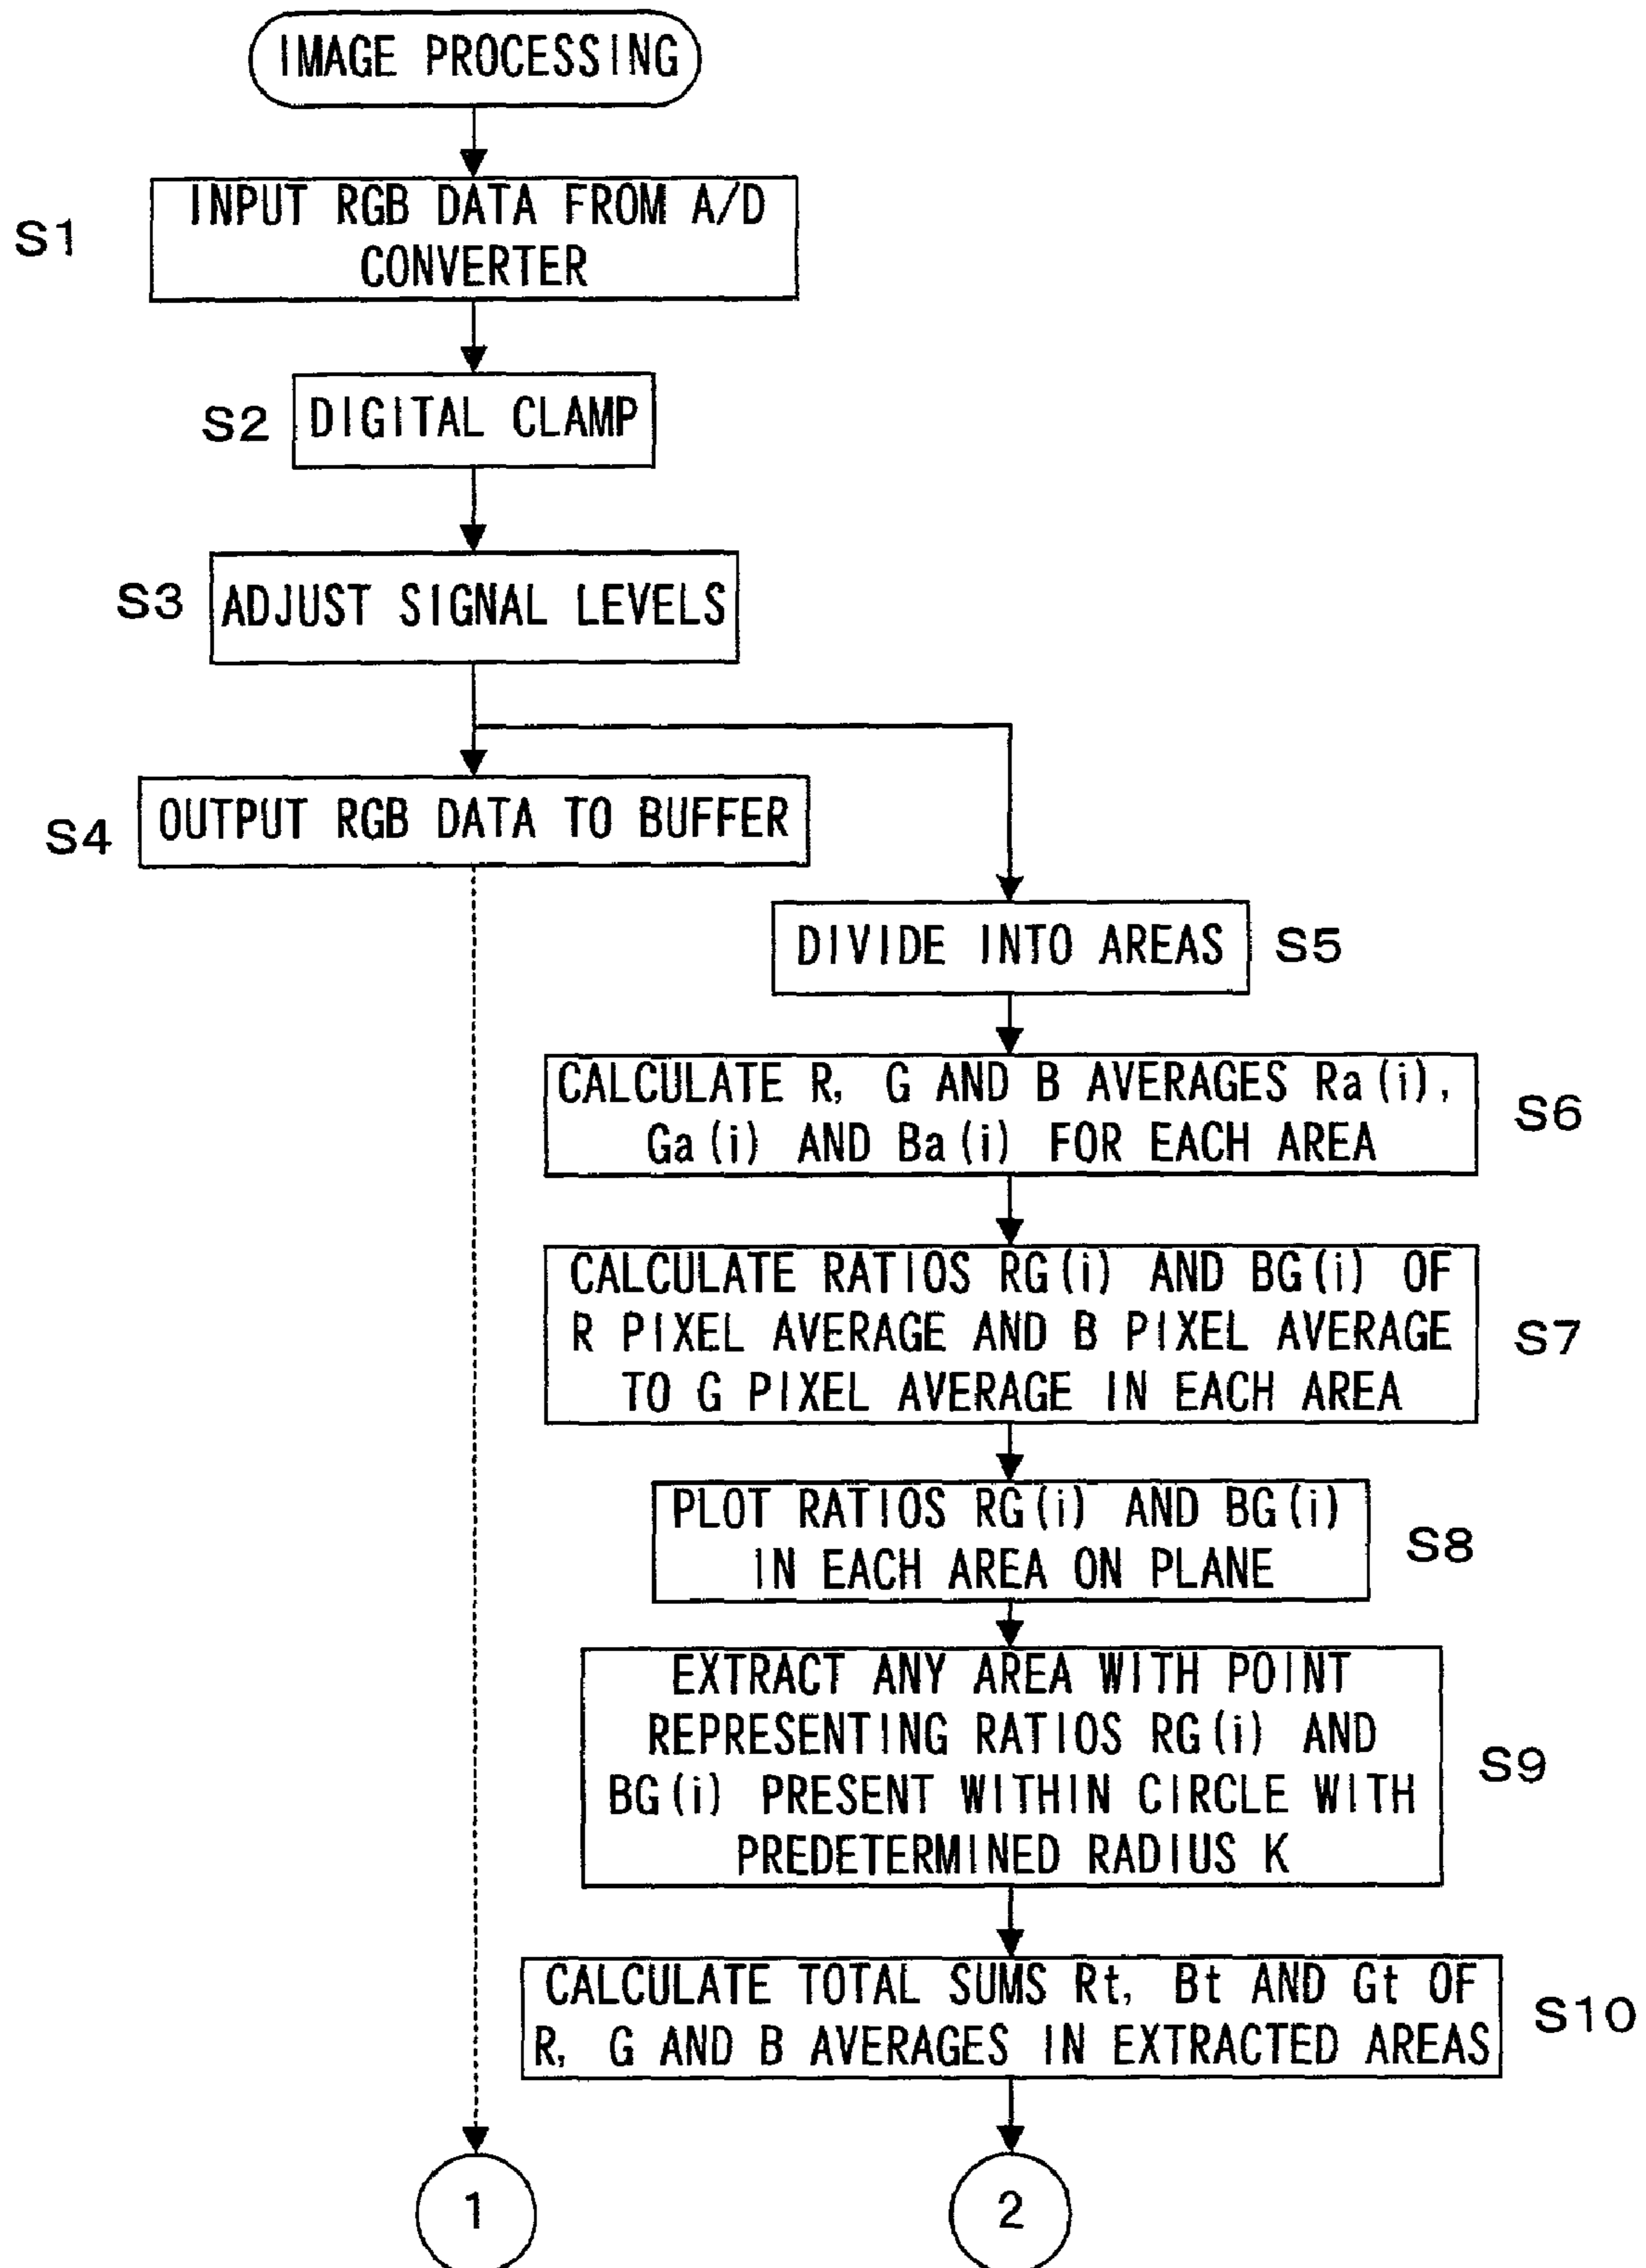 IMAGE PROCESSING
S1
INPUT RGB DATA FROM A/D
CONVERTER
S2
DIGITAL CLAMP
S3
ADJUST SIGNAL LEVELS
S4
OUTPUT RGB DATA TO BUFFER
DIVIDE INTO AREAS
S5
CALCULATE R, G AND B AVERAGES Ra(i),
Ga(i) AND Ba(i) FOR EACH AREA
S6
CALCULATE RATIOS RG(i) AND BG(i) OF
R PIXEL AVERAGE AND B PIXEL AVERAGE
TO G PIXEL AVERAGE IN EACH AREA
S7
PLOT RATIOS RG(i) AND BG(i)
IN EACH AREA ON PLANE
S8
EXTRACT ANY AREA WITH POINT
REPRESENTING RATIOS RG(i) AND
BG(i) PRESENT WITHIN CIRCLE WITH
PREDETERMINED RADIUS K
S9
CALCULATE TOTAL SUMS Rt, Bt AND Gt OF
R, G AND B AVERAGES IN EXTRACTED AREAS
S10
1
2